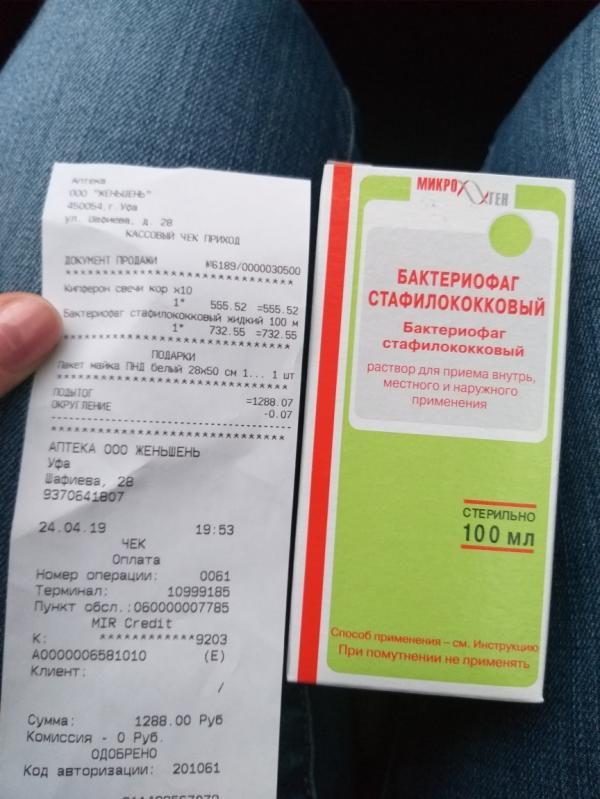 Аптека
ООО "ЖЕНЬШЕНЬ"
450054,г.Уфа
ул. Шафиева, д. 28
КАССОВЫЙ ЧЕК ПРИХОД
ДОКУМЕНТ ПРОДАЖИ №6189/0000030500
Кипферон свечи кор x10
1* 555.52 =555.52
Бактериофаг стафилококковый жидкий 100 м
1* 732.55 =732.55
ПОДАРКИ
Пакет майка ПНД белый 28x50 см 1... 1 шт
ПОДЫТОГ =1288.07
ОКРУГЛЕНИЕ -0.07
АПТЕКА ООО ЖЕНЬШЕНЬ
Уфа
Шафиева, 28
9370641807
24.04.19 19:53
ЧЕК
Оплата
Номер операции: 0061
Терминал: 10999185
Пункт обсл.:060000007785
MIR Credit
К: ************9203
A0000006581010 (E)
Клиент:
/
Сумма: 1288.00 Руб
Комиссия - 0 Руб.
ОДОБРЕНО
Код авторизации: 201061
МИКРОГЕН
БАКТЕРИОФАГ
СТАФИЛОКОККОВЫЙ
Бактериофаг
стафилококковый
раствор для приема внутрь,
местного и наружного
применения
СТЕРИЛЬНО
100 мл
Способ применения – см. Инструкцию
При помутнении не применять